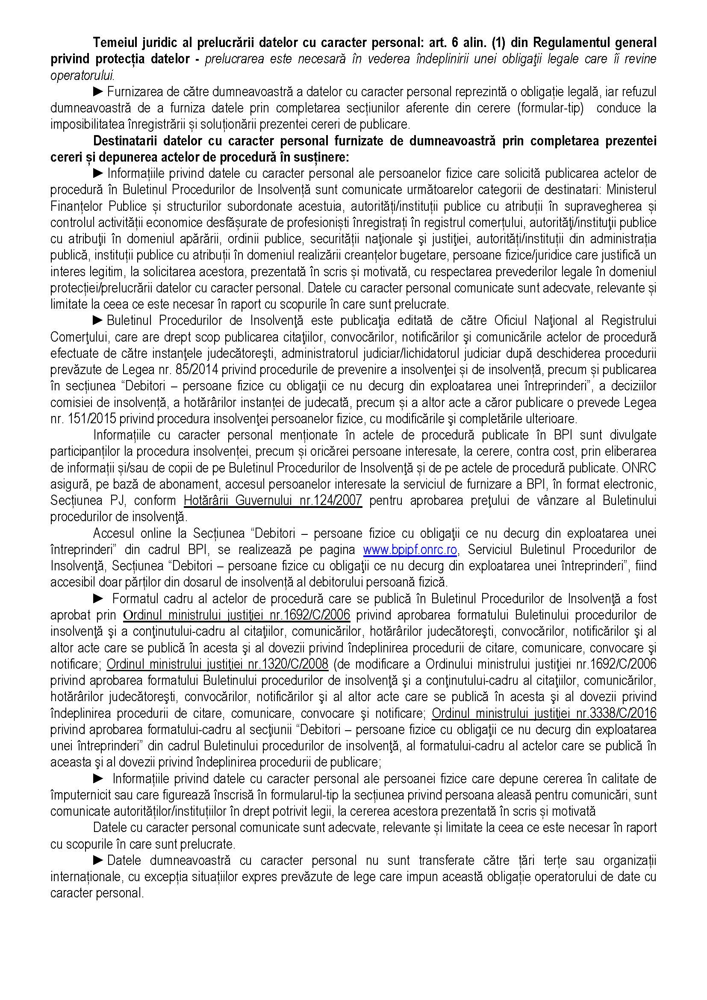 Temeiul juridic al prelucrării datelor cu caracter personal: art. 6 alin. (1) din Regulamentul general
privind protecția datelor - prelucrarea este necesară în vederea îndeplinirii unei obligaţii legale care îi revine
operatorului.
► Furnizarea de către dumneavoastră a datelor cu caracter personal reprezintă o obligație legală, iar refuzul
dumneavoastră de a furniza datele prin completarea secțiunilor aferente din cerere (formular-tip) conduce la
imposibilitatea înregistrării și soluționării prezentei cereri de publicare.
Destinatarii datelor cu caracter personal furnizate de dumneavoastră prin completarea prezentei
cereri și depunerea actelor de procedură în susținere:
► Informațiile privind datele cu caracter personal ale persoanelor fizice care solicită publicarea actelor de
procedură în Buletinul Procedurilor de Insolvență sunt comunicate următoarelor categorii de destinatari: Ministerul
Finanțelor Publice și structurilor subordonate acestuia, autorități/instituții publice cu atribuții în supravegherea și
controlul activității economice desfășurate de profesioniști înregistrați în registrul comerțului, autorităţi/instituţii publice
cu atribuţii în domeniul apărării, ordinii publice, securității naţionale şi justiţiei, autorități/instituții din administrația
publică, instituții publice cu atribuții în domeniul realizării creanțelor bugetare, persoane fizice/juridice care justifică un
interes legitim, la solicitarea acestora, prezentată în scris și motivată, cu respectarea prevederilor legale în domeniul
protecției/prelucrării datelor cu caracter personal. Datele cu caracter personal comunicate sunt adecvate, relevante și
limitate la ceea ce este necesar în raport cu scopurile în care sunt prelucrate.
► Buletinul Procedurilor de Insolvenţă este publicaţia editată de către Oficiul Naţional al Registrului
Comerţului, care are drept scop publicarea citaţiilor, convocărilor, notificărilor şi comunicările actelor de procedură
efectuate de către instanţele judecătoreşti, administratorul judiciar/lichidatorul judiciar după deschiderea procedurii
prevăzute de Legea nr. 85/2014 privind procedurile de prevenire a insolvenţei și de insolvență, precum și publicarea
în secțiunea “Debitori – persoane fizice cu obligaţii ce nu decurg din exploatarea unei întreprinderi”, a deciziilor
comisiei de insolvență, a hotărârilor instanței de judecată, precum și a altor acte a căror publicare o prevede Legea
nr. 151/2015 privind procedura insolvenţei persoanelor fizice, cu modificările şi completările ulterioare.
Informațiile cu caracter personal menționate în actele de procedură publicate în BPI sunt divulgate
participanților la procedura insolvenței, precum și oricărei persoane interesate, la cerere, contra cost, prin eliberarea
de informații și/sau de copii de pe Buletinul Procedurilor de Insolvenţă și de pe actele de procedură publicate. ONRC
asigură, pe bază de abonament, accesul persoanelor interesate la serviciul de furnizare a BPI, în format electronic,
Secțiunea PJ, conform Hotărârii Guvernului nr.124/2007 pentru aprobarea preţului de vânzare al Buletinului
procedurilor de insolvenţă.
Accesul online la Secțiunea “Debitori – persoane fizice cu obligaţii ce nu decurg din exploatarea unei
întreprinderi” din cadrul BPI, se realizează pe pagina www.bpipf.onrc.ro, Serviciul Buletinul Procedurilor de
Insolvenţă, Secțiunea “Debitori – persoane fizice cu obligaţii ce nu decurg din exploatarea unei întreprinderi”, fiind
accesibil doar părților din dosarul de insolvență al debitorului persoană fizică.
► Formatul cadru al actelor de procedură care se publică în Buletinul Procedurilor de Insolvenţă a fost
aprobat prin Ordinul ministrului justiţiei nr.1692/C/2006 privind aprobarea formatului Buletinului procedurilor de
insolvenţă şi a conţinutului-cadru al citaţiilor, comunicărilor, hotărârilor judecătoreşti, convocărilor, notificărilor şi al
altor acte care se publică în acesta şi al dovezii privind îndeplinirea procedurii de citare, comunicare, convocare şi
notificare; Ordinul ministrului justiţiei nr.1320/C/2008 (de modificare a Ordinului ministrului justiţiei nr.1692/C/2006
privind aprobarea formatului Buletinului procedurilor de insolvenţă şi a conţinutului-cadru al citaţiilor, comunicărilor,
hotărârilor judecătoreşti, convocărilor, notificărilor şi al altor acte care se publică în acesta şi al dovezii privind
îndeplinirea procedurii de citare, comunicare, convocare şi notificare; Ordinul ministrului justiţiei nr.3338/C/2016
privind aprobarea formatului-cadru al secţiunii “Debitori – persoane fizice cu obligaţii ce nu decurg din exploatarea
unei întreprinderi” din cadrul Buletinului procedurilor de insolvenţă, al formatului-cadru al actelor care se publică în
aceasta şi al dovezii privind îndeplinirea procedurii de publicare;
► Informațiile privind datele cu caracter personal ale persoanei fizice care depune cererea în calitate de
împuternicit sau care figurează înscrisă în formularul-tip la secțiunea privind persoana aleasă pentru comunicări, sunt
comunicate autorităților/instituțiilor în drept potrivit legii, la cererea acestora prezentată în scris și motivată
Datele cu caracter personal comunicate sunt adecvate, relevante și limitate la ceea ce este necesar în raport
cu scopurile în care sunt prelucrate.
► Datele dumneavoastră cu caracter personal nu sunt transferate către țări terțe sau organizații
internaționale, cu excepția situațiilor expres prevăzute de lege care impun această obligație operatorului de date cu
caracter personal.